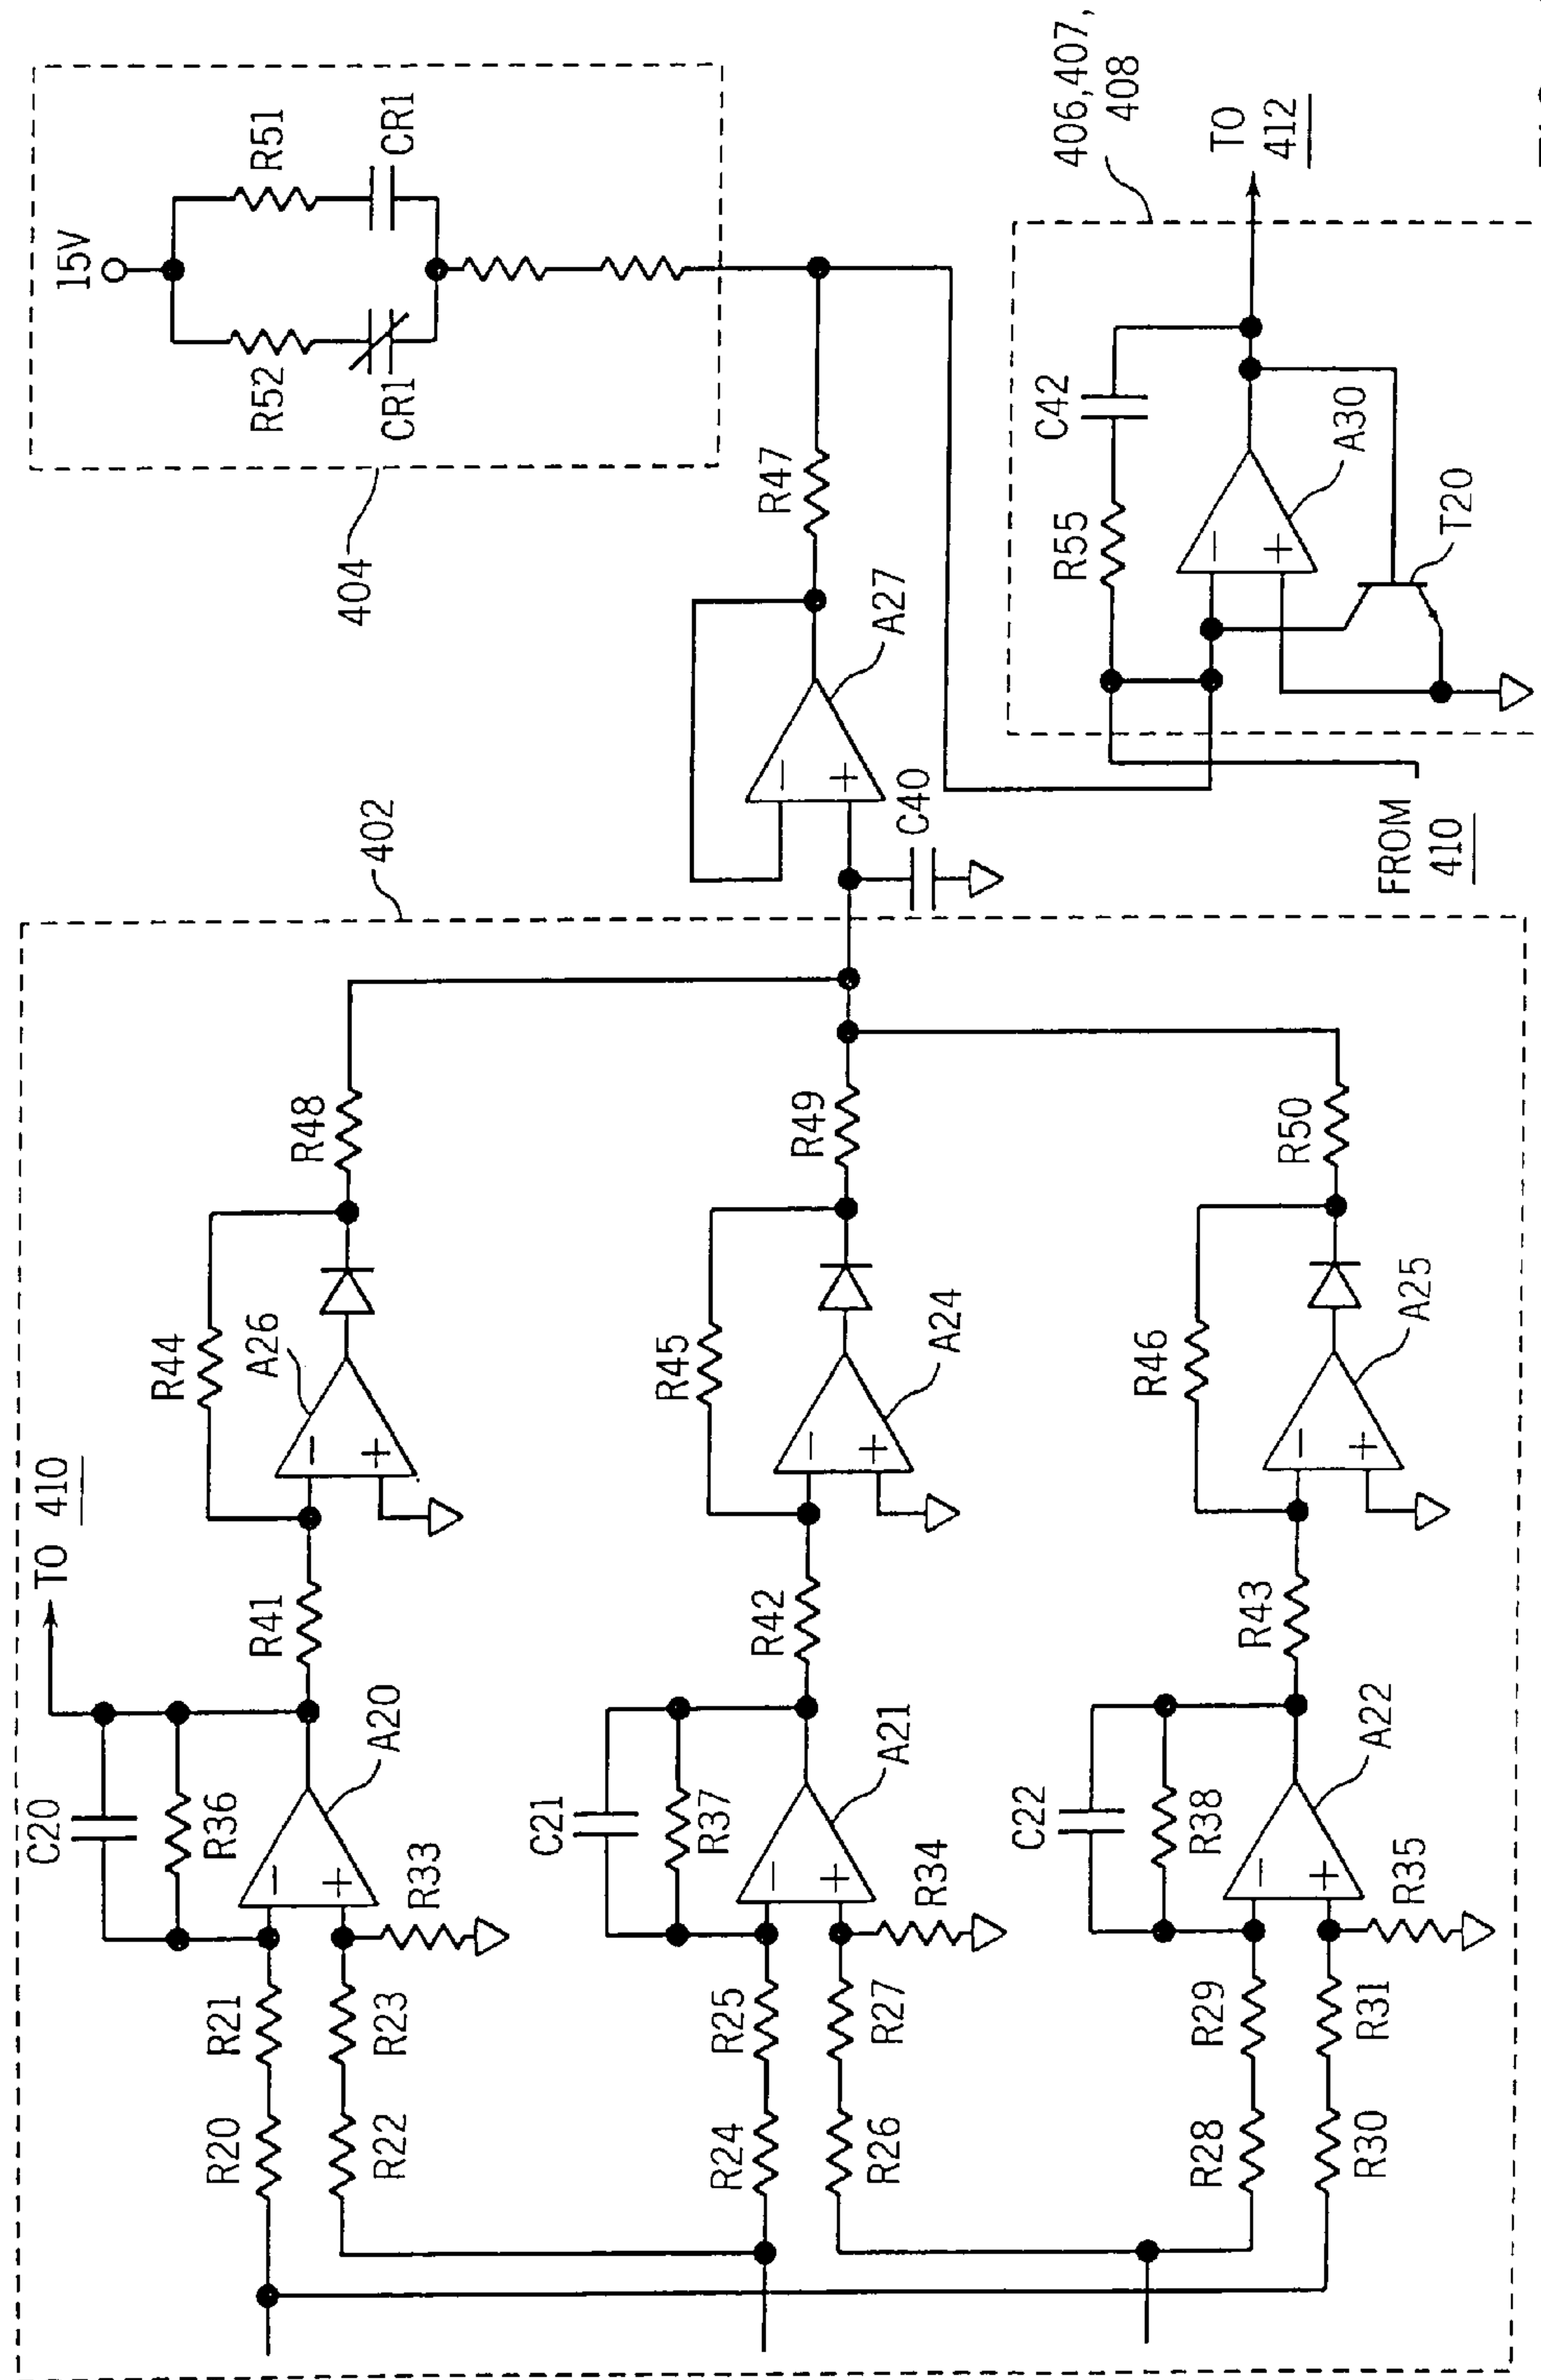 C20
TO 410
R44
R48
402
404
R52
R51
15V
R20
R21
R36
R41
A26
CR1
CR1
R22
R23
R33
A20
C21
R37
R42
R45
R49
A27
R47
R24
R25
R26
R27
R34
A21
A24
C40
C22
R38
R43
R46
R50
R55
C42
406,407,
408
R28
R29
R30
R31
R35
A22
A25
FROM
410
T20
A30
TO
412
15V